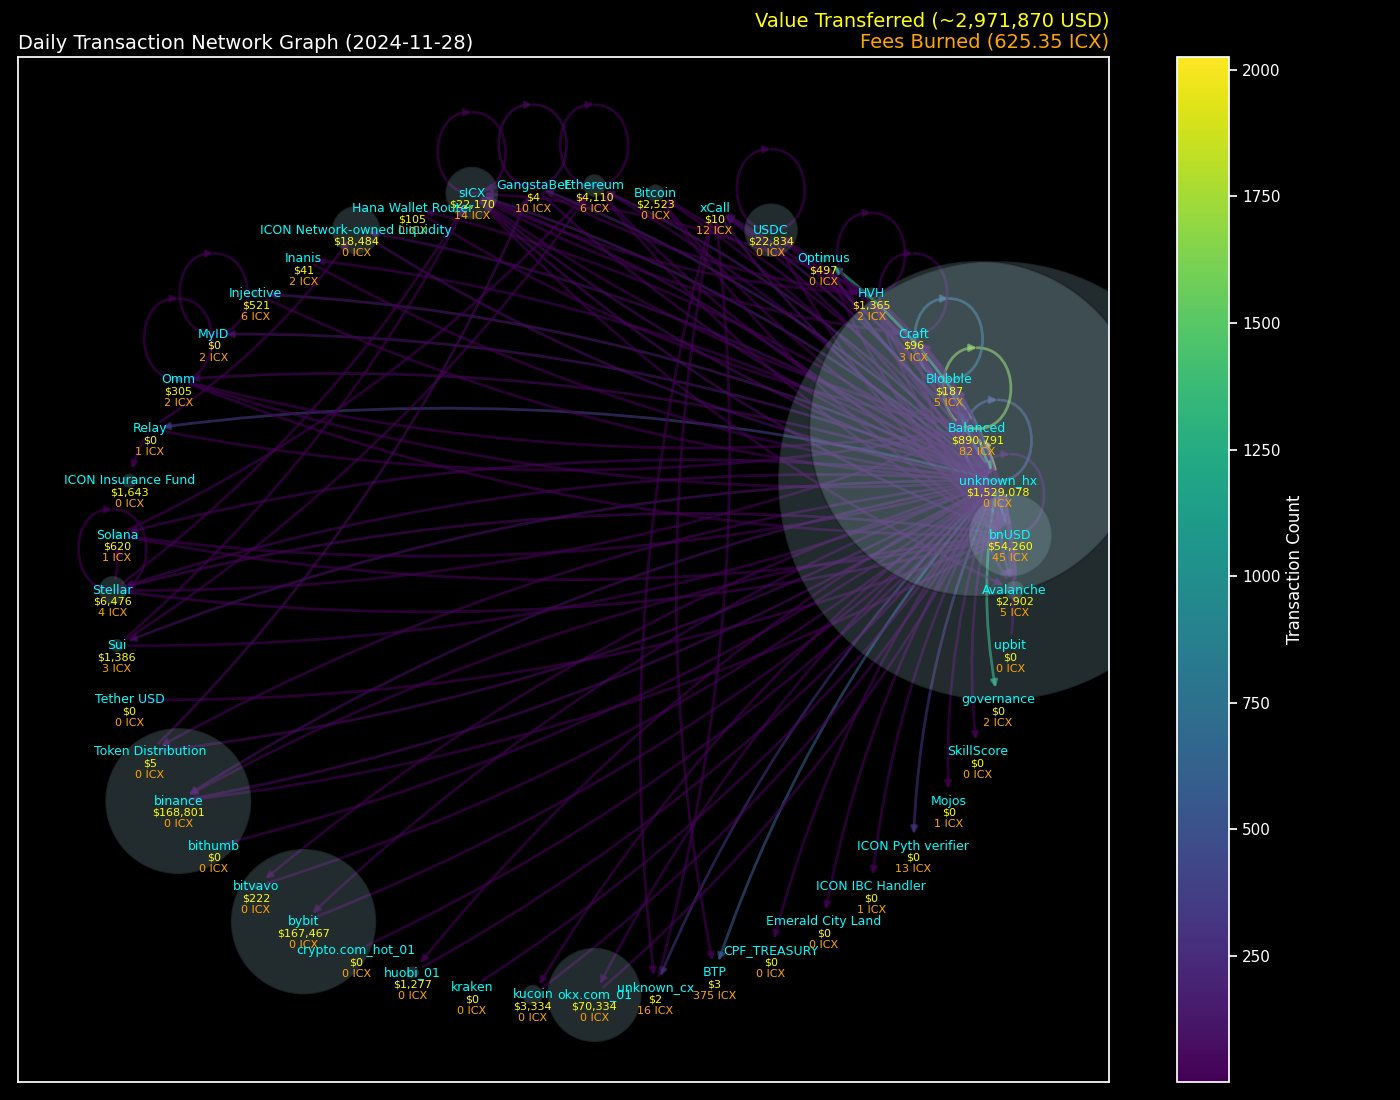 Value Transferred (~2,971,870 USD)
Daily Transaction Network Graph (2024-11-28)
Fees Burned (625.35 ICX)
GangstaBet
$4
10 ICX
Ethereum
$4,110
6 ICX
sICX
$22,170
14 ICX
Bitcoin
$2,523
0 ICX
Hana Wallet Router
$105
0 ICX
xCall
$10
12 ICX
ICON Network-owned Liquidity
$18,484
0 ICX
USDC
$22,834
0 ICX
Inanis
$41
2 ICX
Optimus
$497
0 ICX
Injective
$521
6 ICX
HVH
$1,365
2 ICX
MyID
$0
2 ICX
Craft
$96
3 ICX
Omm
$305
2 ICX
Blobble
$187
5 ICX
Relay
$0
1 ICX
Balanced
$890,791
82 ICX
ICON Insurance Fund
$1,643
0 ICX
unknown_hx
$1,529,078
0 ICX
Solana
$620
1 ICX
bnUSD
$54,260
45 ICX
Stellar
$6,476
4 ICX
Avalanche
$2,902
5 ICX
Sui
$1,386
3 ICX
upbit
$0
0 ICX
Tether USD
$0
0 ICX
governance
$0
2 ICX
Token Distribution
$5
0 ICX
SkillScore
$0
0 ICX
binance
$168,801
0 ICX
Mojos
$0
1 ICX
bithumb
$0
0 ICX
ICON Pyth verifier
$0
13 ICX
bitvavo
$222
0 ICX
ICON IBC Handler
$0
1 ICX
bybit
$167,467
0 ICX
Emerald City Land
$0
0 ICX
crypto.com_hot_01
$0
0 ICX
CPF_TREASURY
$0
0 ICX
huobi_01
$1,277
0 ICX
BTP
$3
375 ICX
kraken
$0
0 ICX
unknown_cx
$2
16 ICX
kucoin
$3,334
0 ICX
okx.com_01
$70,334
0 ICX
2000
1750
1500
1250
1000
750
500
250
Transaction Count